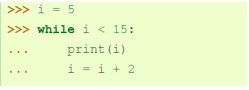 >>> i = 5
>>> while i < 15:
...     print(i)
...     i = i + 2